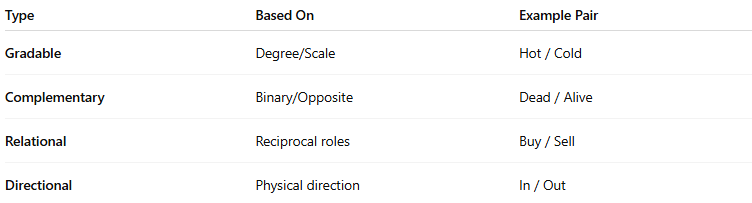 Type Based On Example Pair
Gradable Degree/Scale Hot / Cold
Complementary Binary/Opposite Dead / Alive
Relational Reciprocal roles Buy / Sell
Directional Physical direction In / Out